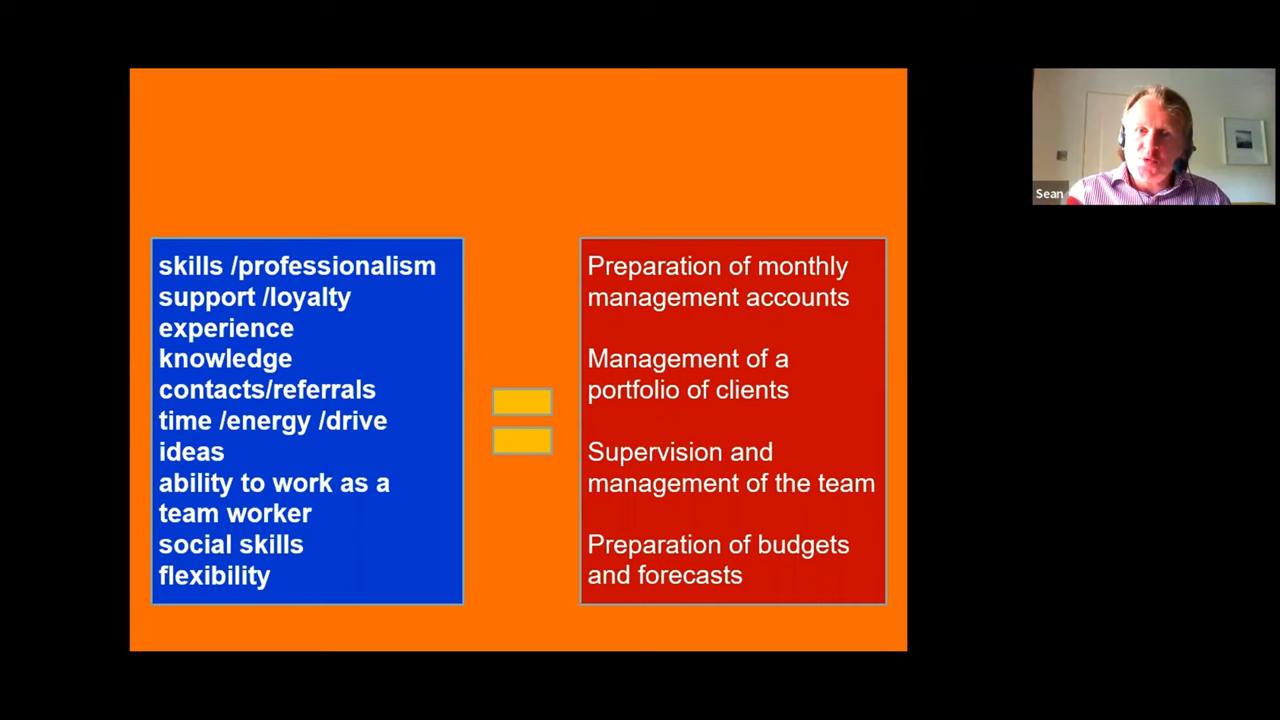 skills /professionalism
support /loyalty
experience
knowledge
contacts/referrals
time /energy /drive
ideas
ability to work as a
team worker
social skills
flexibility
Preparation of monthly
management accounts
Management of a
portfolio of clients
Supervision and
management of the team
Preparation of budgets
and forecasts
Sean